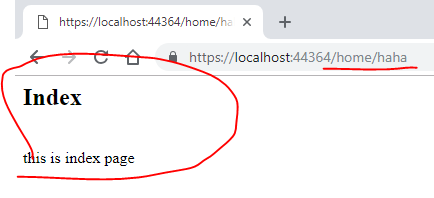 https://localhost:44364/home/ha
https://localhost:44364/home/haha
Index
this is index page